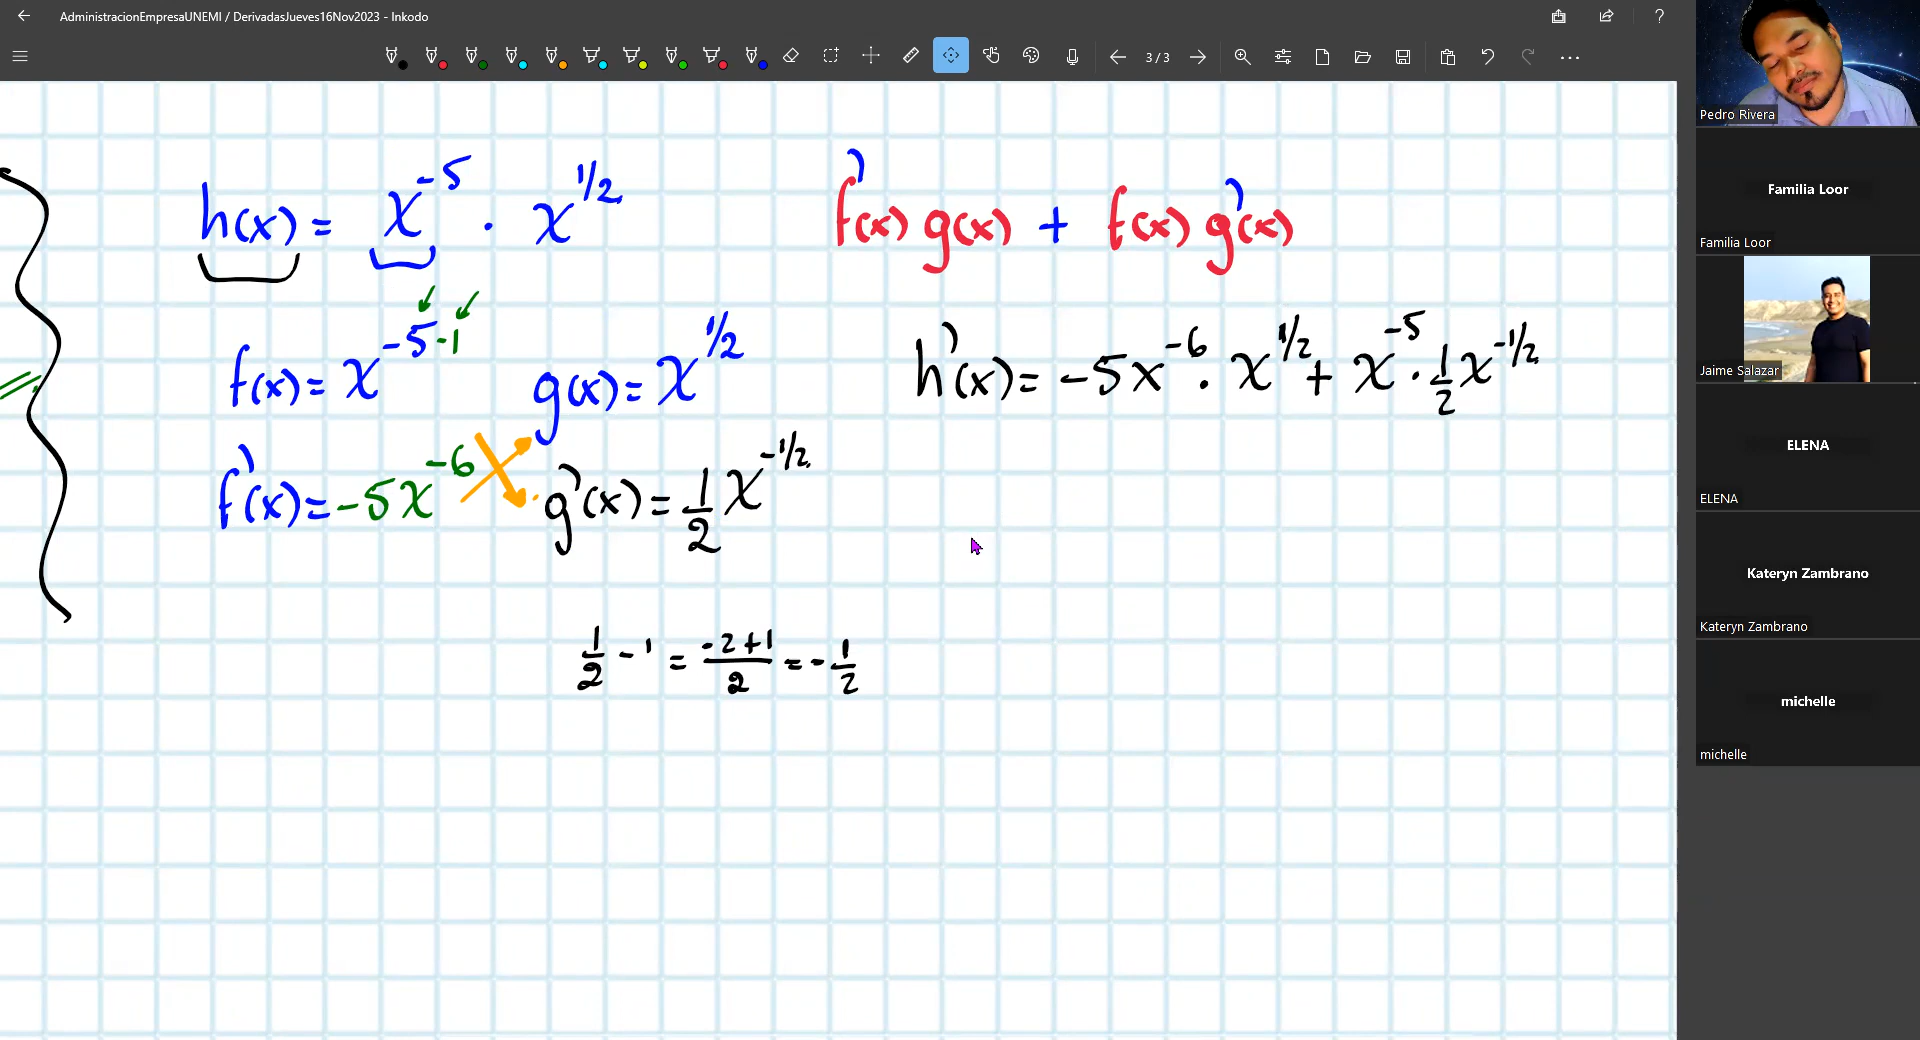 AdministracionEmpresaUNEMI / DerivadasJueves16Nov2023 - Inkodo
3 / 3
h(x) = x^-5 · x^1/2
f'(x) g(x) + f(x) g'(x)
f(x) = x^-5-1
g(x) = x^1/2
h'(x) = -5x^-6 · x^1/2 + x^-5 · 1/2 x^-1/2
f'(x) = -5x^-6
g'(x) = 1/2 x^-1/2
1/2 - 1 = -2+1/2 = -1/2
Pedro Rivera
Familia Loor
Familia Loor
Jaime Salazar
ELENA
ELENA
Kateryn Zambrano
Kateryn Zambrano
michelle
michelle